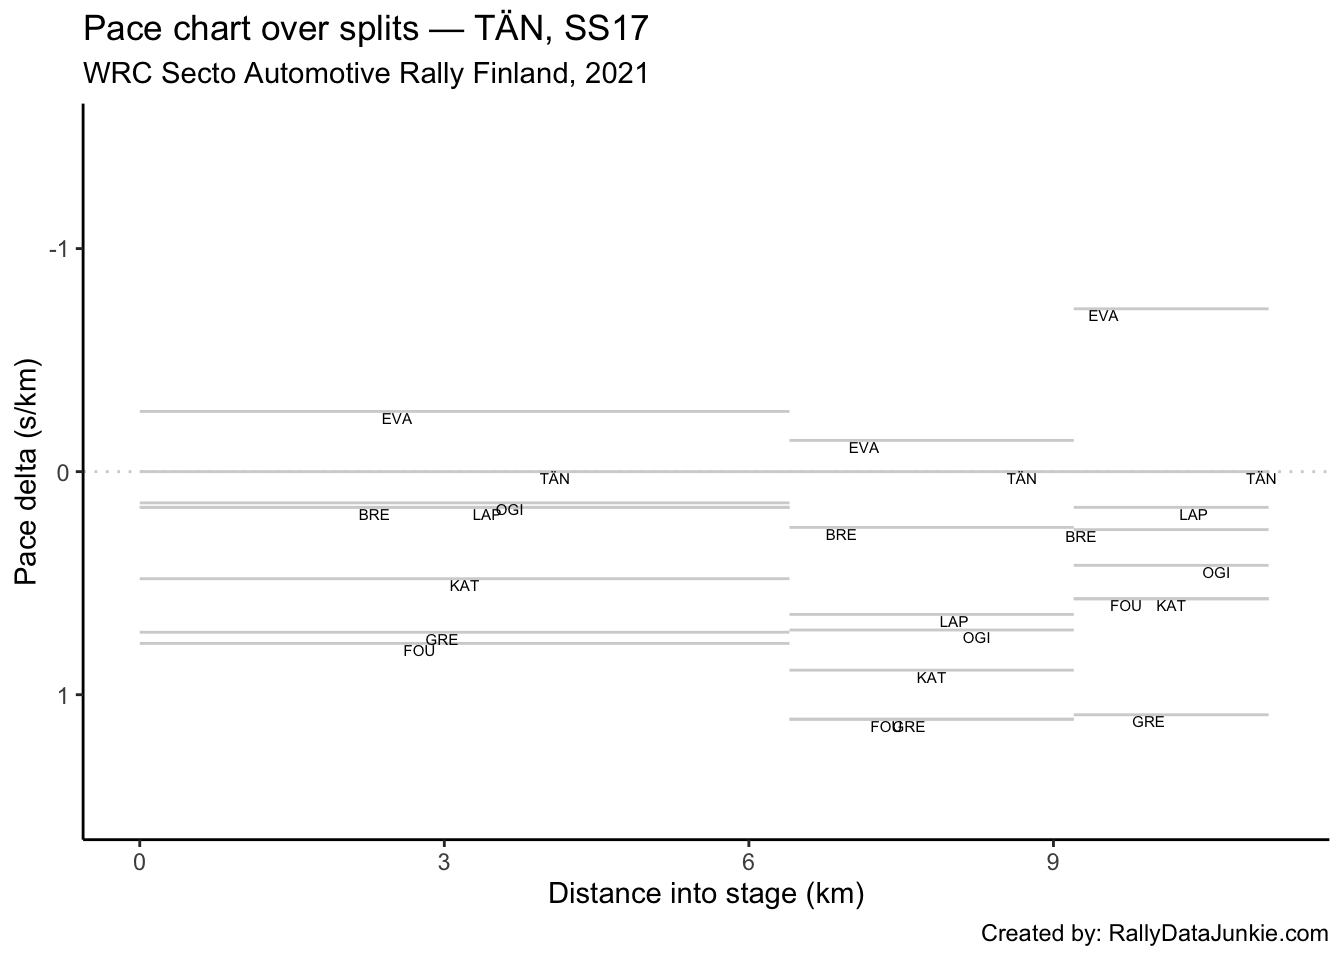 Pace chart over splits — TÄN, SS17
WRC Secto Automotive Rally Finland, 2021
Pace delta (s/km)
-1
0
1
EVA
EVA
EVA
TÄN
TÄN
TÄN
BRE
LAP
OGI
LAP
BRE
BRE
OGI
KAT
FOU
KAT
GRE
FOU
LAP
OGI
KAT
FOU
GRE
GRE
0
3
6
9
Distance into stage (km)
Created by: RallyDataJunkie.com